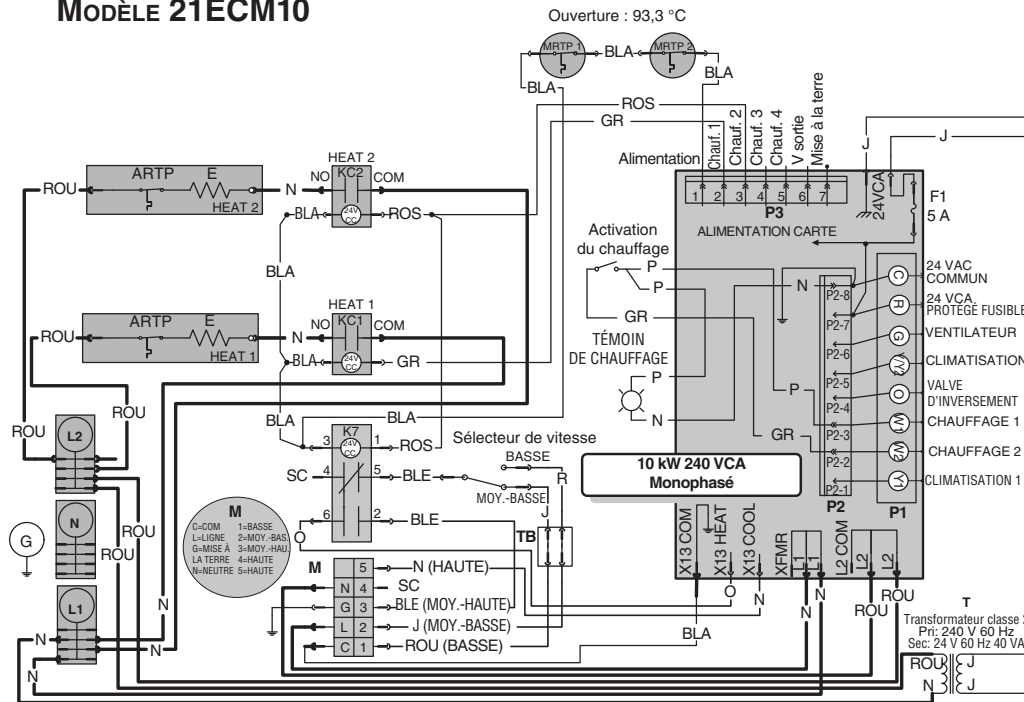 MODÈLE 21ECM10
Ouverture : 93,3 °C
MRTP 1
BLA
MRTP 2
BLA
BLA
ROS
GR
Alimentation
Chauf. 1
Chauf. 2
Chauf. 3
Chauf. 4
V sortie
Mise à la terre
J
J
24VCA
F1
5 A
1 2 3 4 5 6 7
P3
ALIMENTATION CARTE
HEAT 2
ARTP E
ROU
HEAT 2
N
NO
KC2
COM
BLA
24V
CC
ROS
BLA
HEAT 1
ARTP E
ROU
HEAT 1
N
NO
KC1
COM
BLA
24V
CC
GR
Activation
du chauffage
P
P
GR
TÉMOIN
DE CHAUFFAGE
P
N
N
P
GR
P2-8
P2-7
P2-6
P2-5
P2-4
P2-3
P2-2
P2-1
P2
C
R
G
Y/Y2
O
W1
W2
Y1
P1
24 VAC
COMMUN
24 VCA,
PROTÉGÉ FUSIBLE
VENTILATEUR
CLIMATISATION
VALVE
D'INVERSEMENT
CHAUFFAGE 1
CHAUFFAGE 2
CLIMATISATION 1
10 kW 240 VCA
Monophasé
ROU
ROU
L2
ROU
ROU
G
N
L1
N
N
N
N
BLA
BLA
K7
3
24V
CC
1
ROS
SC
4
5
BLE
6
2
BLE
O
Sélecteur de vitesse
BASSE
MOY.-BASSE
R
J
TB
M
C=COM 1=BASSE
L=LIGNE 2=MOY.-BAS.
G=MISE À 3=MOY.-HAU.
LA TERRE 4=HAUTE
N=NEUTRE 5=HAUTE
M
5 N (HAUTE)
N 4 SC
G 3 BLE (MOY.-HAUTE)
L 2 J (MOY.-BASSE)
C 1 ROU (BASSE)
X13 COM
X13 HEAT
X13 COOL
XFMR
L1
L1
L2 COM
L2
L2
BLA
O
N
N
N
ROU
ROU
T
Transformateur classe 2
Pri: 240 V 60 Hz
Sec: 24 V 60 Hz 40 VA
ROU
J
N
J